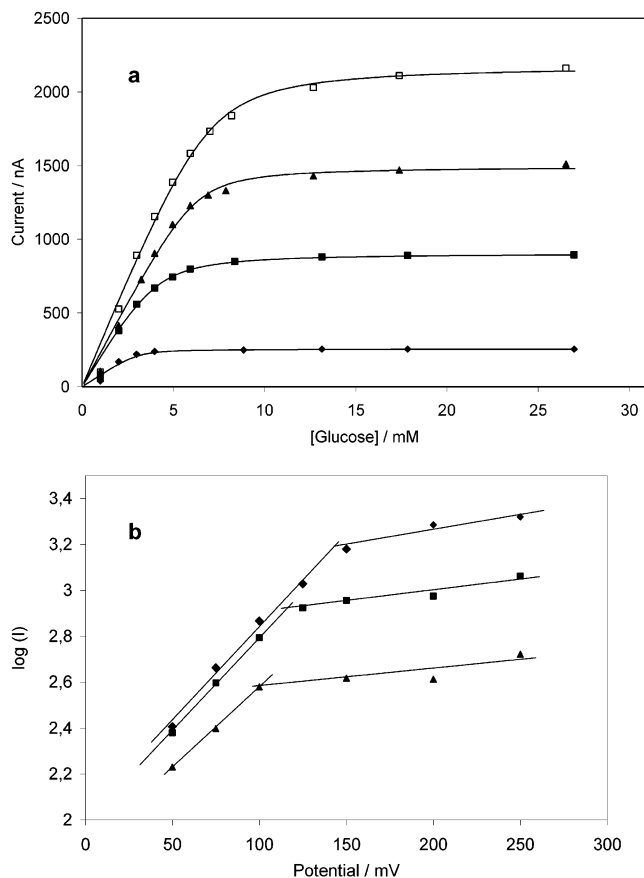 2500
a
2000
1500
1000
500
0
Current / nA
0 5 10 15 20 25 30
[Glucose] / mM
3,4
b
3,2
3
2,8
2,6
2,4
2,2
2
log (I)
0 50 100 150 200 250 300
Potential / mV